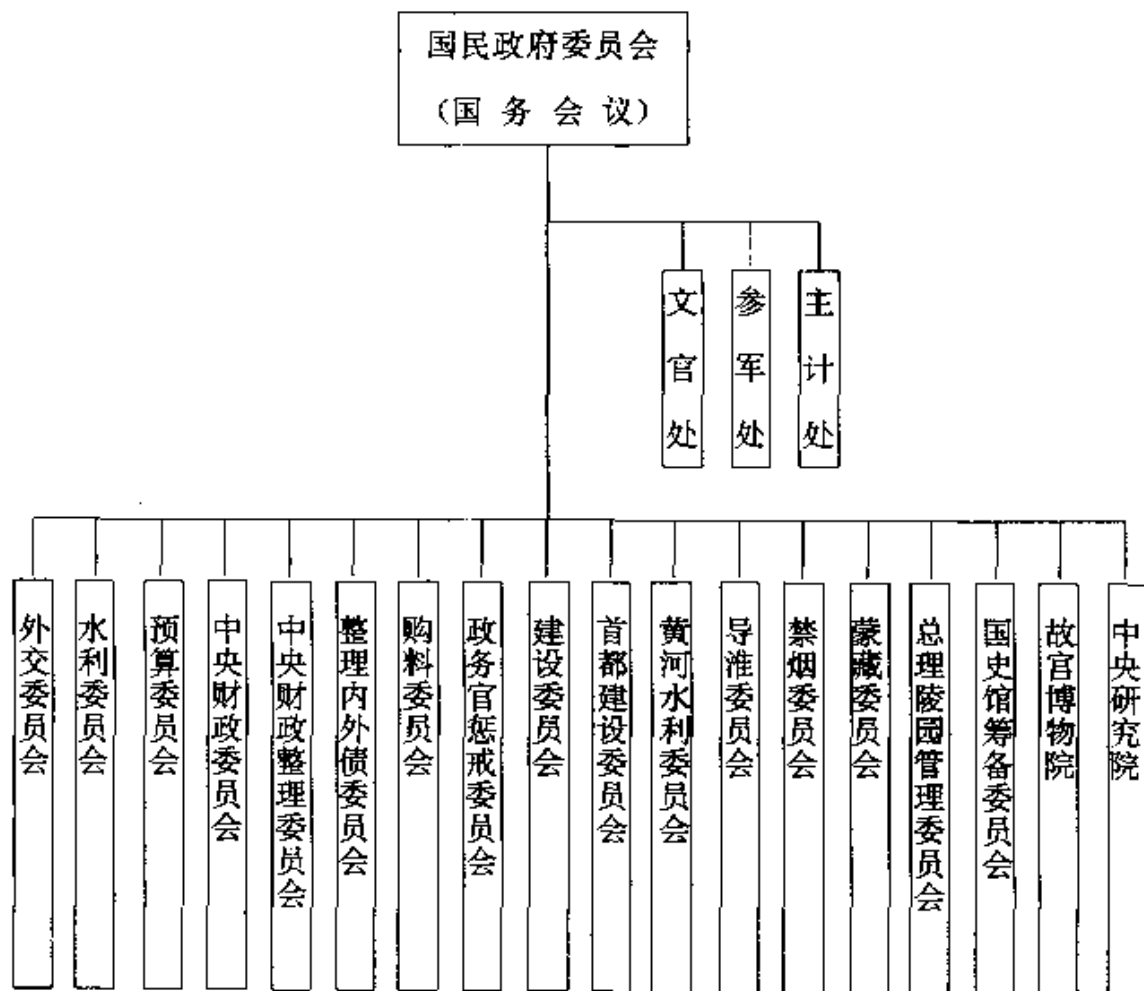 国民政府委员会
（国务会议）
文官处
参军处
主计处
外交委员会
水利委员会
预算委员会
中央财政委员会
中央财政整理委员会
整理内外债委员会
购料委员会
政务官惩戒委员会
建设委员会
首都建设委员会
黄河水利委员会
导淮委员会
禁烟委员会
蒙藏委员会
总理陵园管理委员会
国史馆筹备委员会
故宫博物院
中央研究院